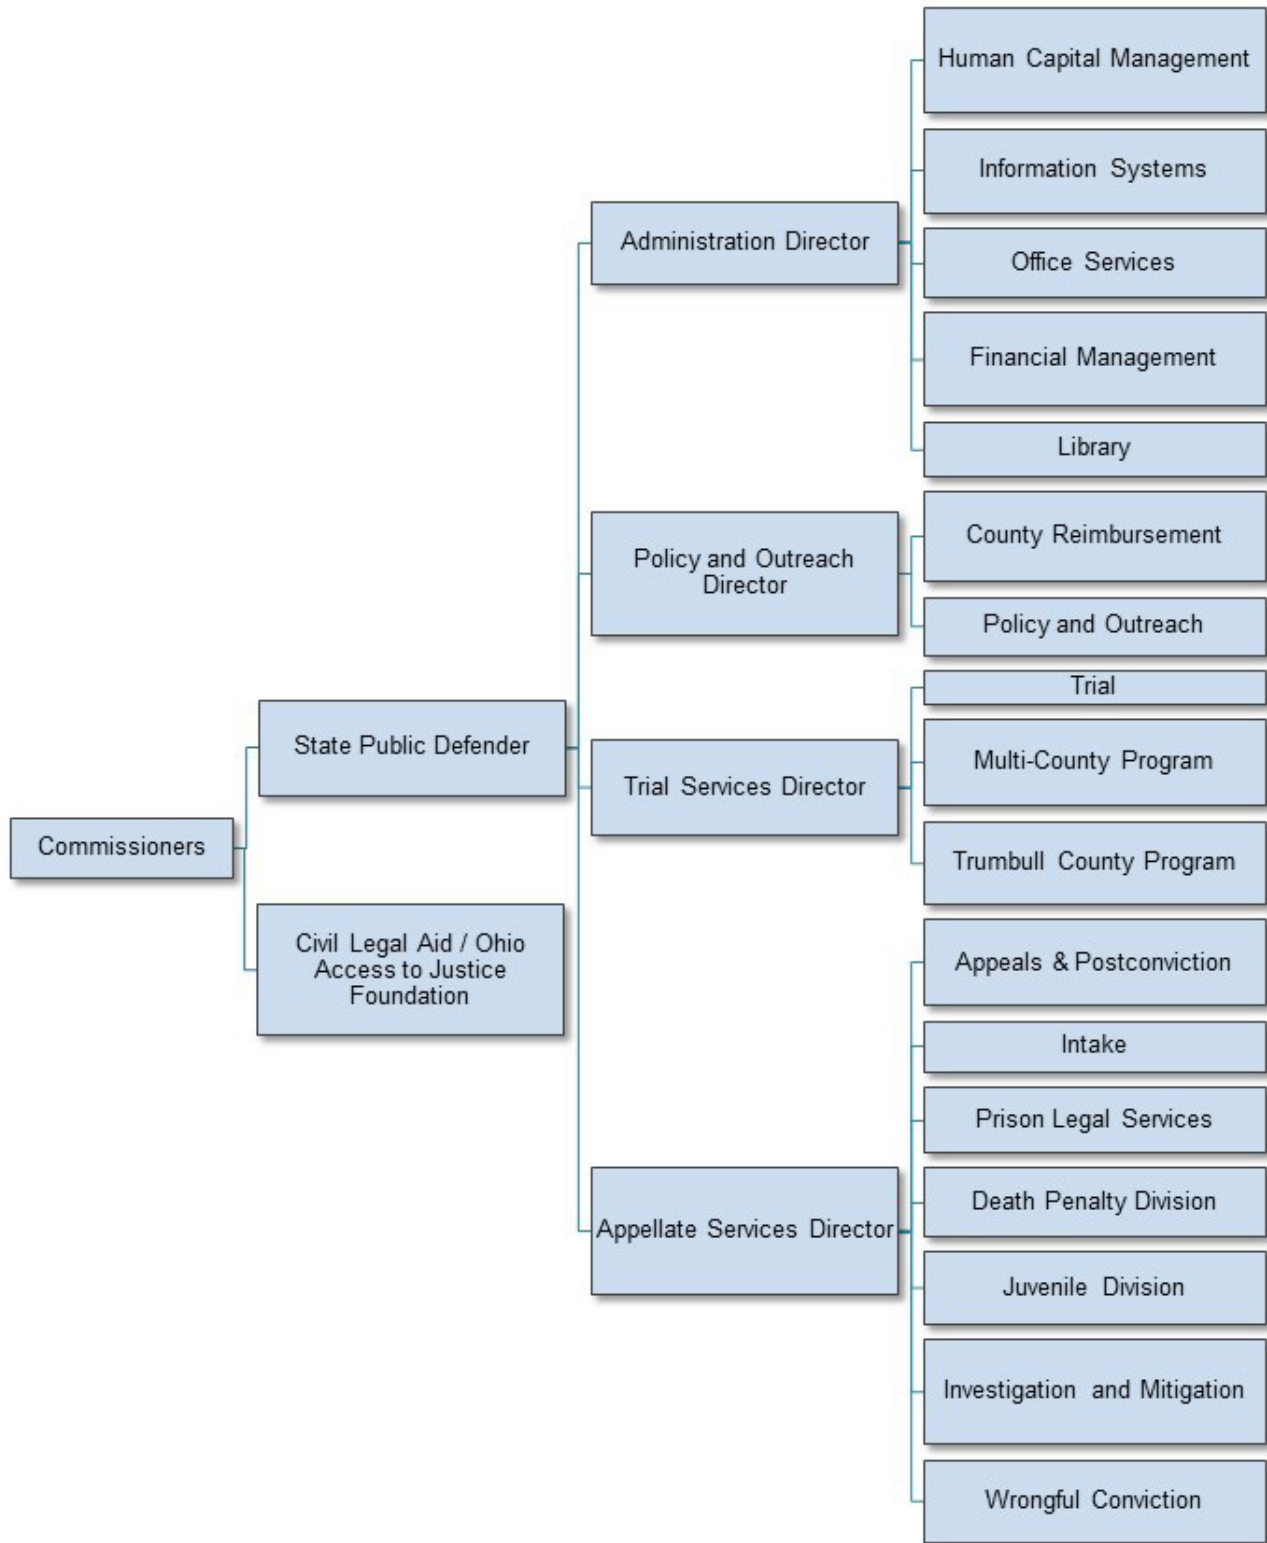 Commissioners
State Public Defender
Civil Legal Aid / Ohio
Access to Justice
Foundation
Administration Director
Human Capital Management
Information Systems
Office Services
Financial Management
Library
Policy and Outreach
Director
County Reimbursement
Policy and Outreach
Trial Services Director
Trial
Multi-County Program
Trumbull County Program
Appellate Services Director
Appeals & Postconviction
Intake
Prison Legal Services
Death Penalty Division
Juvenile Division
Investigation and Mitigation
Wrongful Conviction